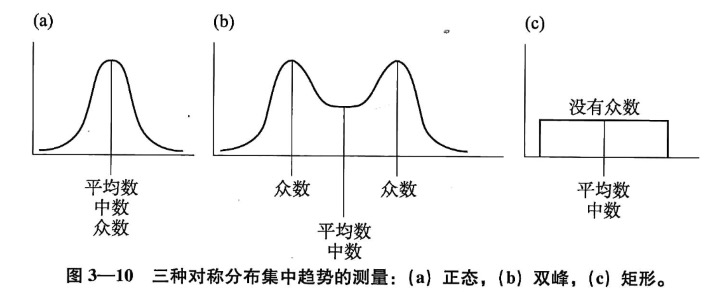 (a)
(b)
(c)
没有众数
平均数
中数
众数
众数
众数
平均数
中数
平均数
中数
图 3—10 三种对称分布集中趋势的测量：(a) 正态，(b) 双峰，(c) 矩形。